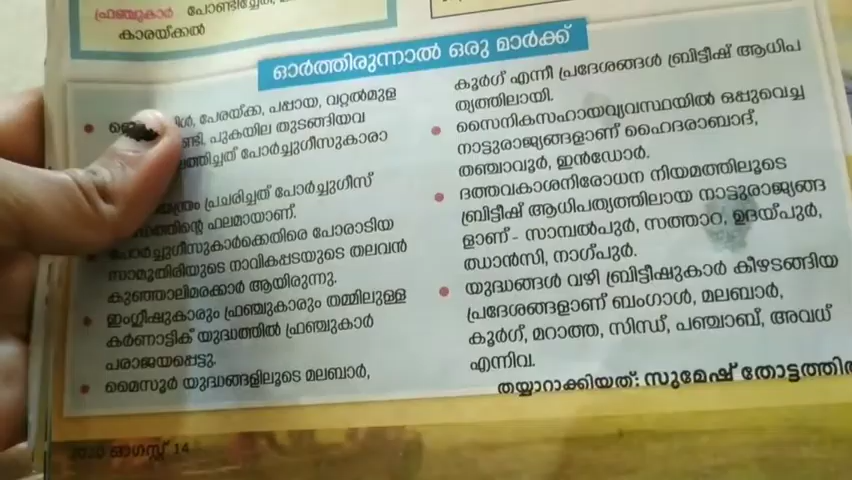 ഫ്രഞ്ചുകാർ
കാരയ്ക്കൽ
ഓർത്തിരുന്നാൽ ഒരു മാർക്ക്
പേരയ്ക്ക, പപ്പായ, വറ്റൽമുള
പുകയില തുടങ്ങിയവ
ത്തിച്ചത് പോർച്ചുഗീസുകാരാ
പ്രചരിച്ചത് പോർച്ചുഗീസ്
ഫലമായാണ്.
പോർച്ചുഗീസുകാർക്കെതിരെ പോരാടിയ
സാമൂതിരിയുടെ നാവികപ്പടയുടെ തലവൻ
കുഞ്ഞാലിമരക്കാർ ആയിരുന്നു.
ഇംഗ്ലീഷുകാരും ഫ്രഞ്ചുകാരും തമ്മിലുള്ള
കർണാട്ടിക് യുദ്ധത്തിൽ ഫ്രഞ്ചുകാർ
പരാജയപ്പെട്ടു.
മൈസൂർ യുദ്ധങ്ങളിലൂടെ മലബാർ,
കൂർഗ് എന്നീ പ്രദേശങ്ങൾ ബ്രിട്ടീഷ് ആധിപ
ത്യത്തിലായി.
സൈനികസഹായവ്യവസ്ഥയിൽ ഒപ്പുവെച്ച
നാട്ടുരാജ്യങ്ങളാണ് ഹൈദരാബാദ്,
തഞ്ചാവൂർ, ഇൻഡോർ.
ദത്തവകാശനിരോധന നിയമത്തിലൂടെ
ബ്രിട്ടീഷ് ആധിപത്യത്തിലായ നാട്ടുരാജ്യങ്ങ
ളാണ് - സാമ്പൽപുർ, സത്താറ, ഉദയ്പുർ,
ഝാൻസി, നാഗ്പുർ.
യുദ്ധങ്ങൾ വഴി ബ്രിട്ടീഷുകാർ കീഴടങ്ങിയ
പ്രദേശങ്ങളാണ് ബംഗാൾ, മലബാർ,
കൂർഗ്, മറാത്ത, സിന്ധ്, പഞ്ചാബ്, അവധ്
എന്നിവ.
തയ്യാറാക്കിയത്: സുമേഷ് തോട്ടത്തിൽ
ഓഗസ്റ്റ് 14